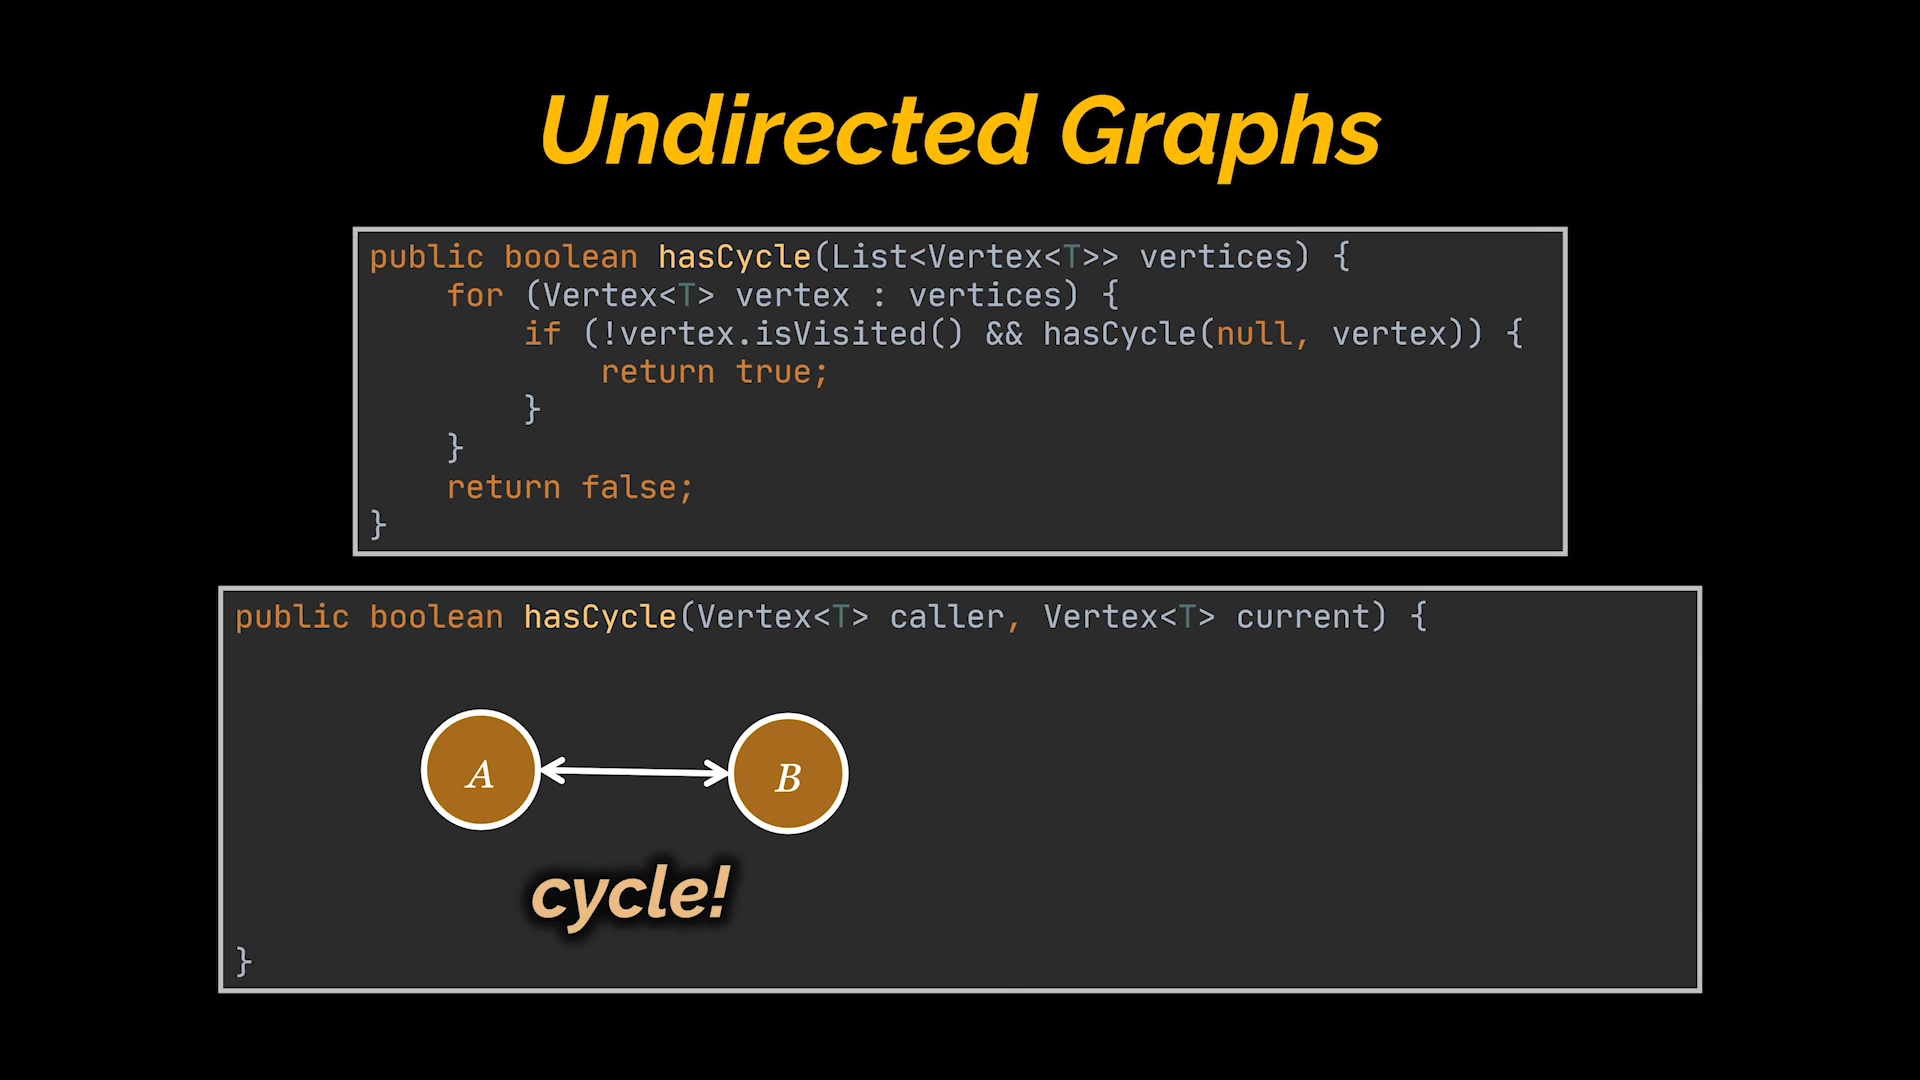 Undirected Graphs
public boolean hasCycle(List<Vertex<T>> vertices) {
    for (Vertex<T> vertex : vertices) {
        if (!vertex.isVisited() && hasCycle(null, vertex)) {
            return true;
        }
    }
    return false;
}
public boolean hasCycle(Vertex<T> caller, Vertex<T> current) {
A B
cycle!
}